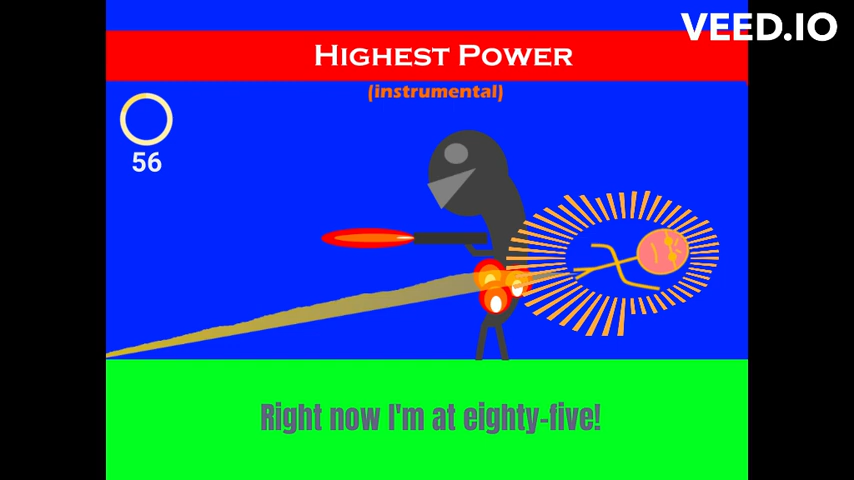 VEED.IO
Highest Power
(instrumental)
56
Right now I'm at eighty-five!